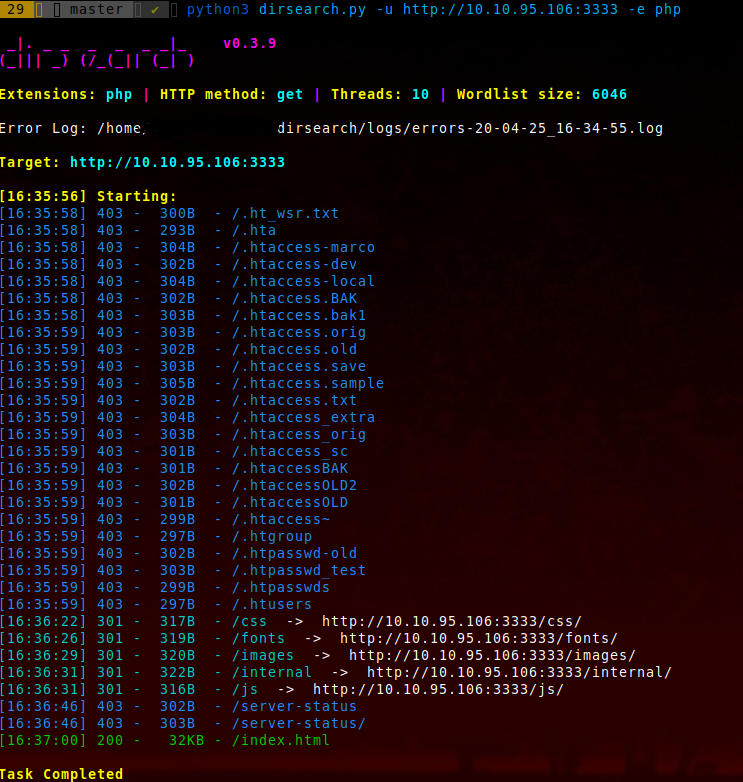 29 master ✔ python3 dirsearch.py -u http://10.10.95.106:3333 -e php
_|. _ _ _ _ _ _|_ v0.3.9
(_||| _) (/_(_|| (_| )
Extensions: php | HTTP method: get | Threads: 10 | Wordlist size: 6046
Error Log: /home/ dirsearch/logs/errors-20-04-25_16-34-55.log
Target: http://10.10.95.106:3333
[16:35:56] Starting:
[16:35:58] 403 - 300B - /.ht_wsr.txt
[16:35:58] 403 - 293B - /.hta
[16:35:58] 403 - 304B - /.htaccess-marco
[16:35:58] 403 - 302B - /.htaccess-dev
[16:35:58] 403 - 304B - /.htaccess-local
[16:35:58] 403 - 302B - /.htaccess.BAK
[16:35:58] 403 - 303B - /.htaccess.bak1
[16:35:59] 403 - 303B - /.htaccess.orig
[16:35:59] 403 - 302B - /.htaccess.old
[16:35:59] 403 - 303B - /.htaccess.save
[16:35:59] 403 - 305B - /.htaccess.sample
[16:35:59] 403 - 302B - /.htaccess.txt
[16:35:59] 403 - 304B - /.htaccess_extra
[16:35:59] 403 - 303B - /.htaccess_orig
[16:35:59] 403 - 301B - /.htaccess_sc
[16:35:59] 403 - 301B - /.htaccessBAK
[16:35:59] 403 - 302B - /.htaccessOLD2
[16:35:59] 403 - 301B - /.htaccessOLD
[16:35:59] 403 - 299B - /.htaccess~
[16:35:59] 403 - 297B - /.htgroup
[16:35:59] 403 - 302B - /.htpasswd-old
[16:35:59] 403 - 303B - /.htpasswd_test
[16:35:59] 403 - 299B - /.htpasswds
[16:35:59] 403 - 297B - /.htusers
[16:36:22] 301 - 317B - /css -> http://10.10.95.106:3333/css/
[16:36:26] 301 - 319B - /fonts -> http://10.10.95.106:3333/fonts/
[16:36:29] 301 - 320B - /images -> http://10.10.95.106:3333/images/
[16:36:31] 301 - 322B - /internal -> http://10.10.95.106:3333/internal/
[16:36:31] 301 - 316B - /js -> http://10.10.95.106:3333/js/
[16:36:46] 403 - 302B - /server-status
[16:36:46] 403 - 303B - /server-status/
[16:37:00] 200 - 32KB - /index.html
Task Completed